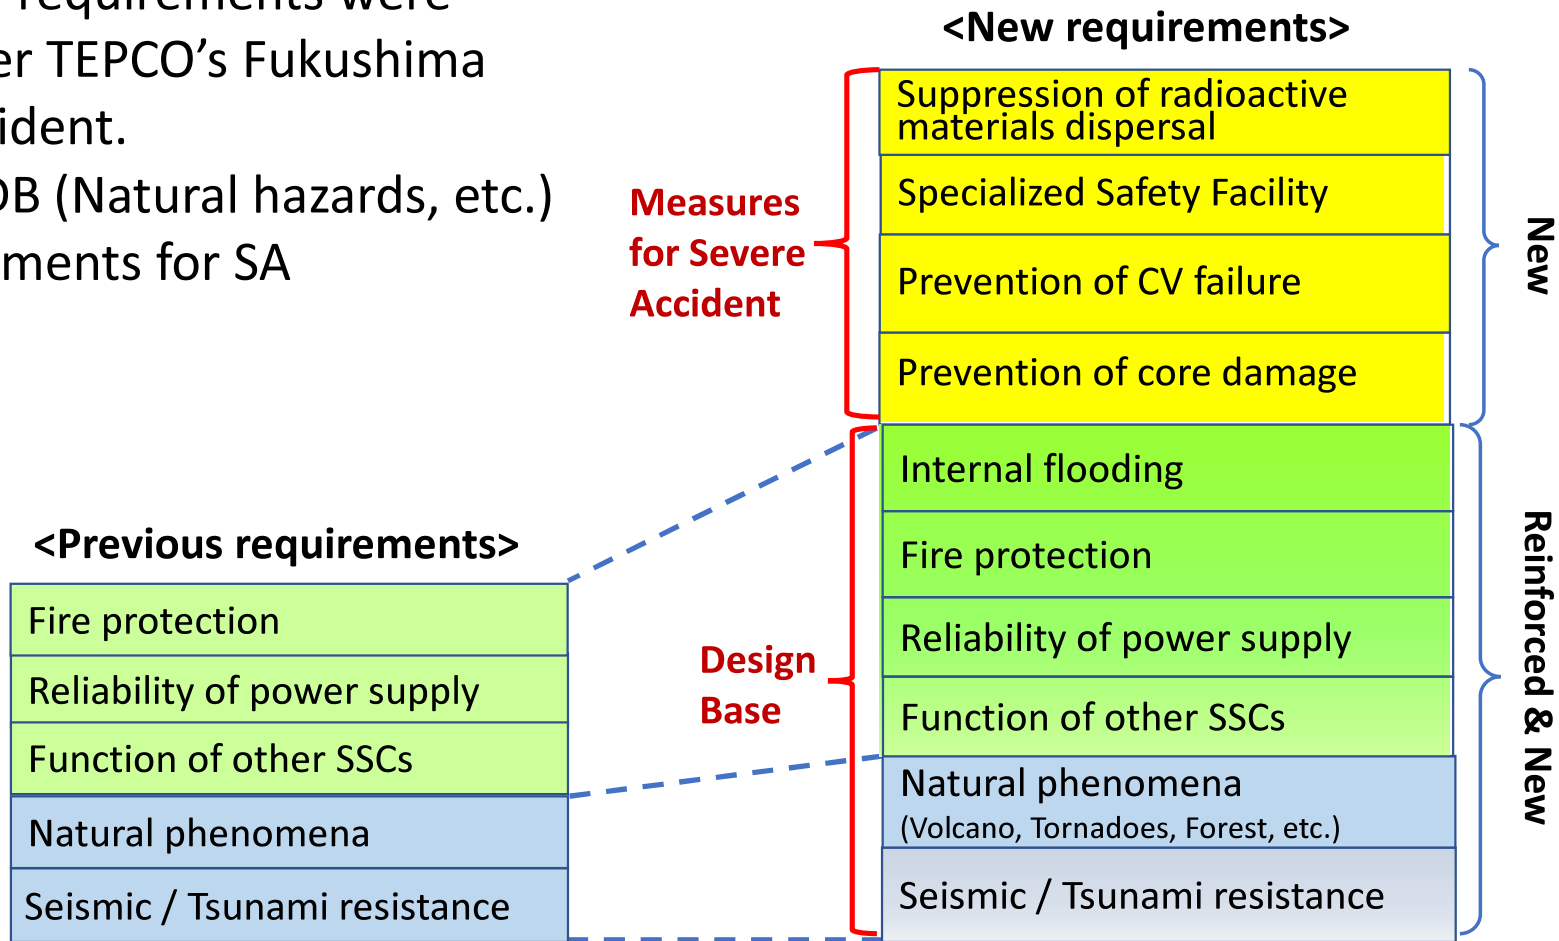 requirements were
er TEPCO’s Fukushima
ident.
DB (Natural hazards, etc.)
ments for SA
<New requirements>
Suppression of radioactive
materials dispersal
Specialized Safety Facility
Prevention of CV failure
Prevention of core damage
Measures
for Severe
Accident
New
Internal flooding
Fire protection
Reliability of power supply
Function of other SSCs
Natural phenomena
(Volcano, Tornadoes, Forest, etc.)
Seismic / Tsunami resistance
Design
Base
Reinforced & New
<Previous requirements>
Fire protection
Reliability of power supply
Function of other SSCs
Natural phenomena
Seismic / Tsunami resistance